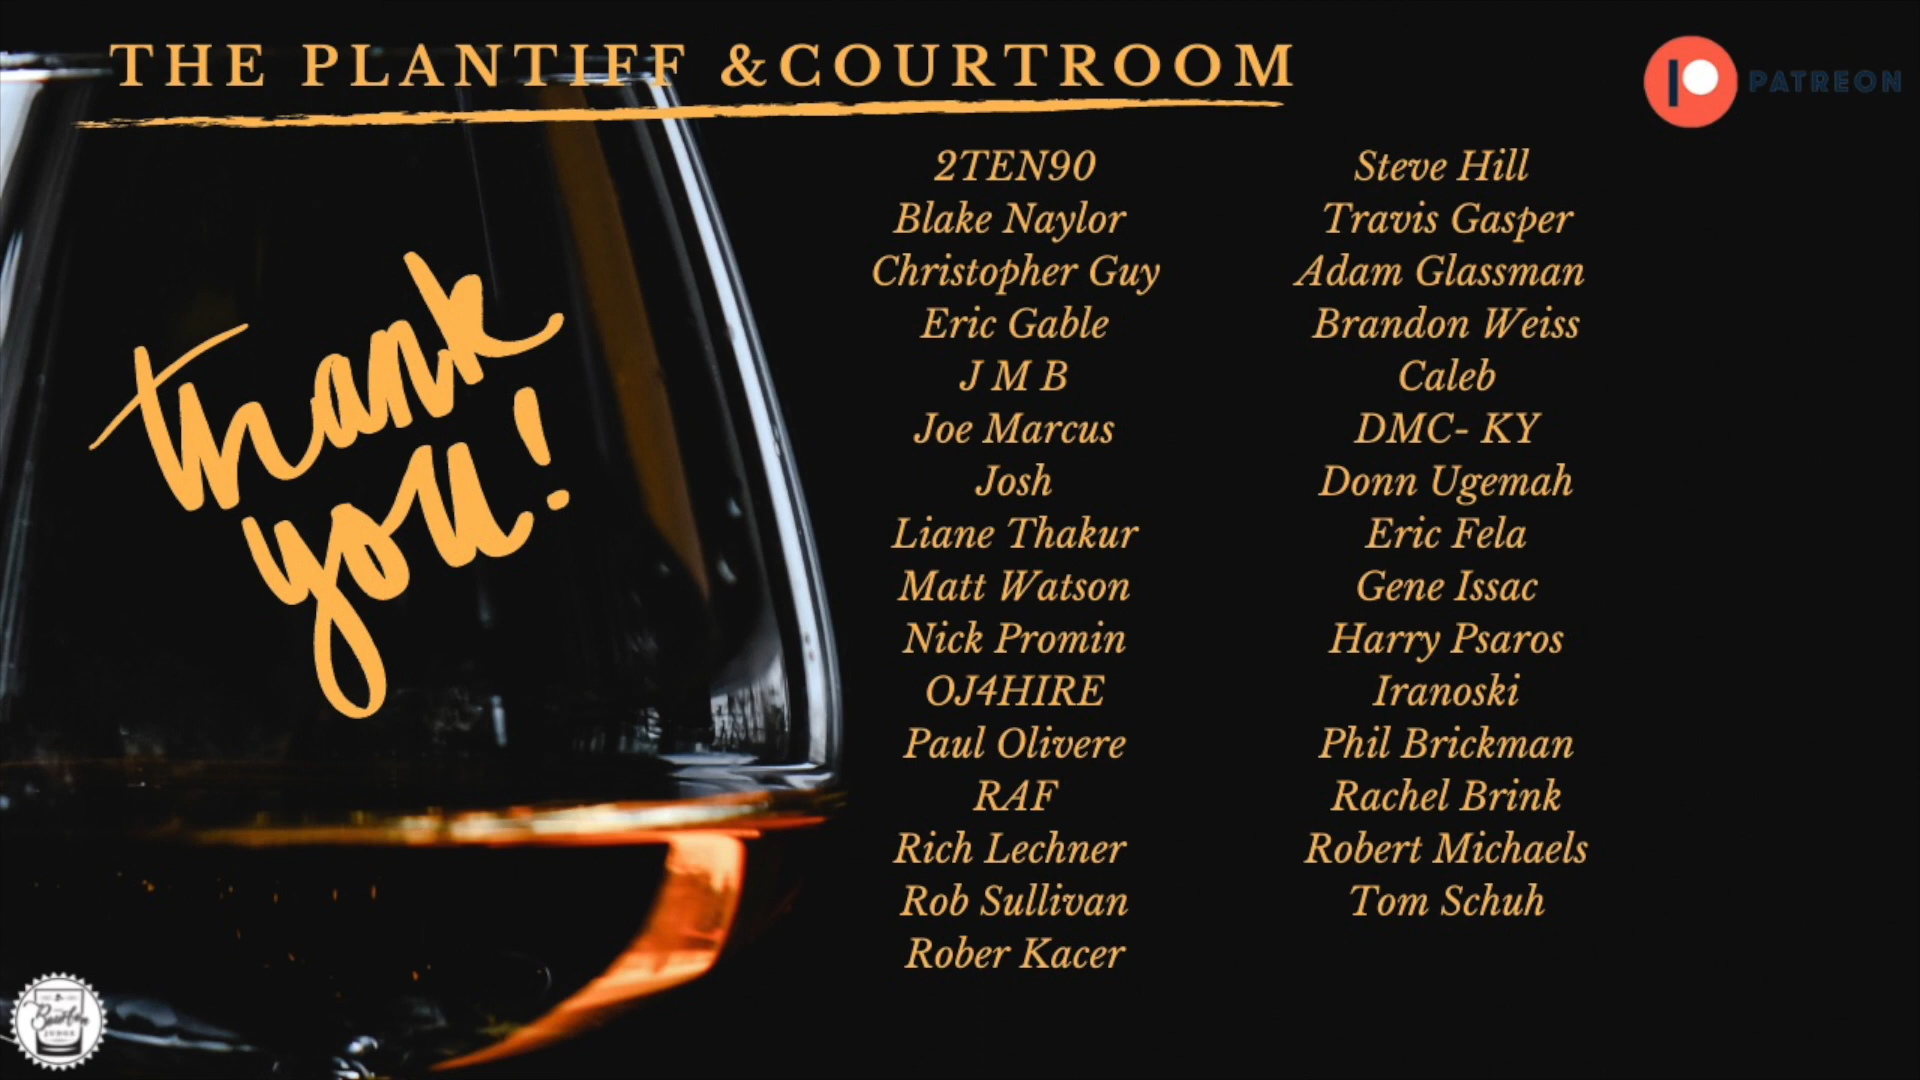 THE PLANTIFF &COURTROOM
PATREON
thank
you!
2TEN90
Blake Naylor
Christopher Guy
Eric Gable
J M B
Joe Marcus
Josh
Liane Thakur
Matt Watson
Nick Promin
OJ4HIRE
Paul Olivere
RAF
Rich Lechner
Rob Sullivan
Rober Kacer
Steve Hill
Travis Gasper
Adam Glassman
Brandon Weiss
Caleb
DMC- KY
Donn Ugemah
Eric Fela
Gene Issac
Harry Psaros
Iranoski
Phil Brickman
Rachel Brink
Robert Michaels
Tom Schuh
Bourbon
JUDGE